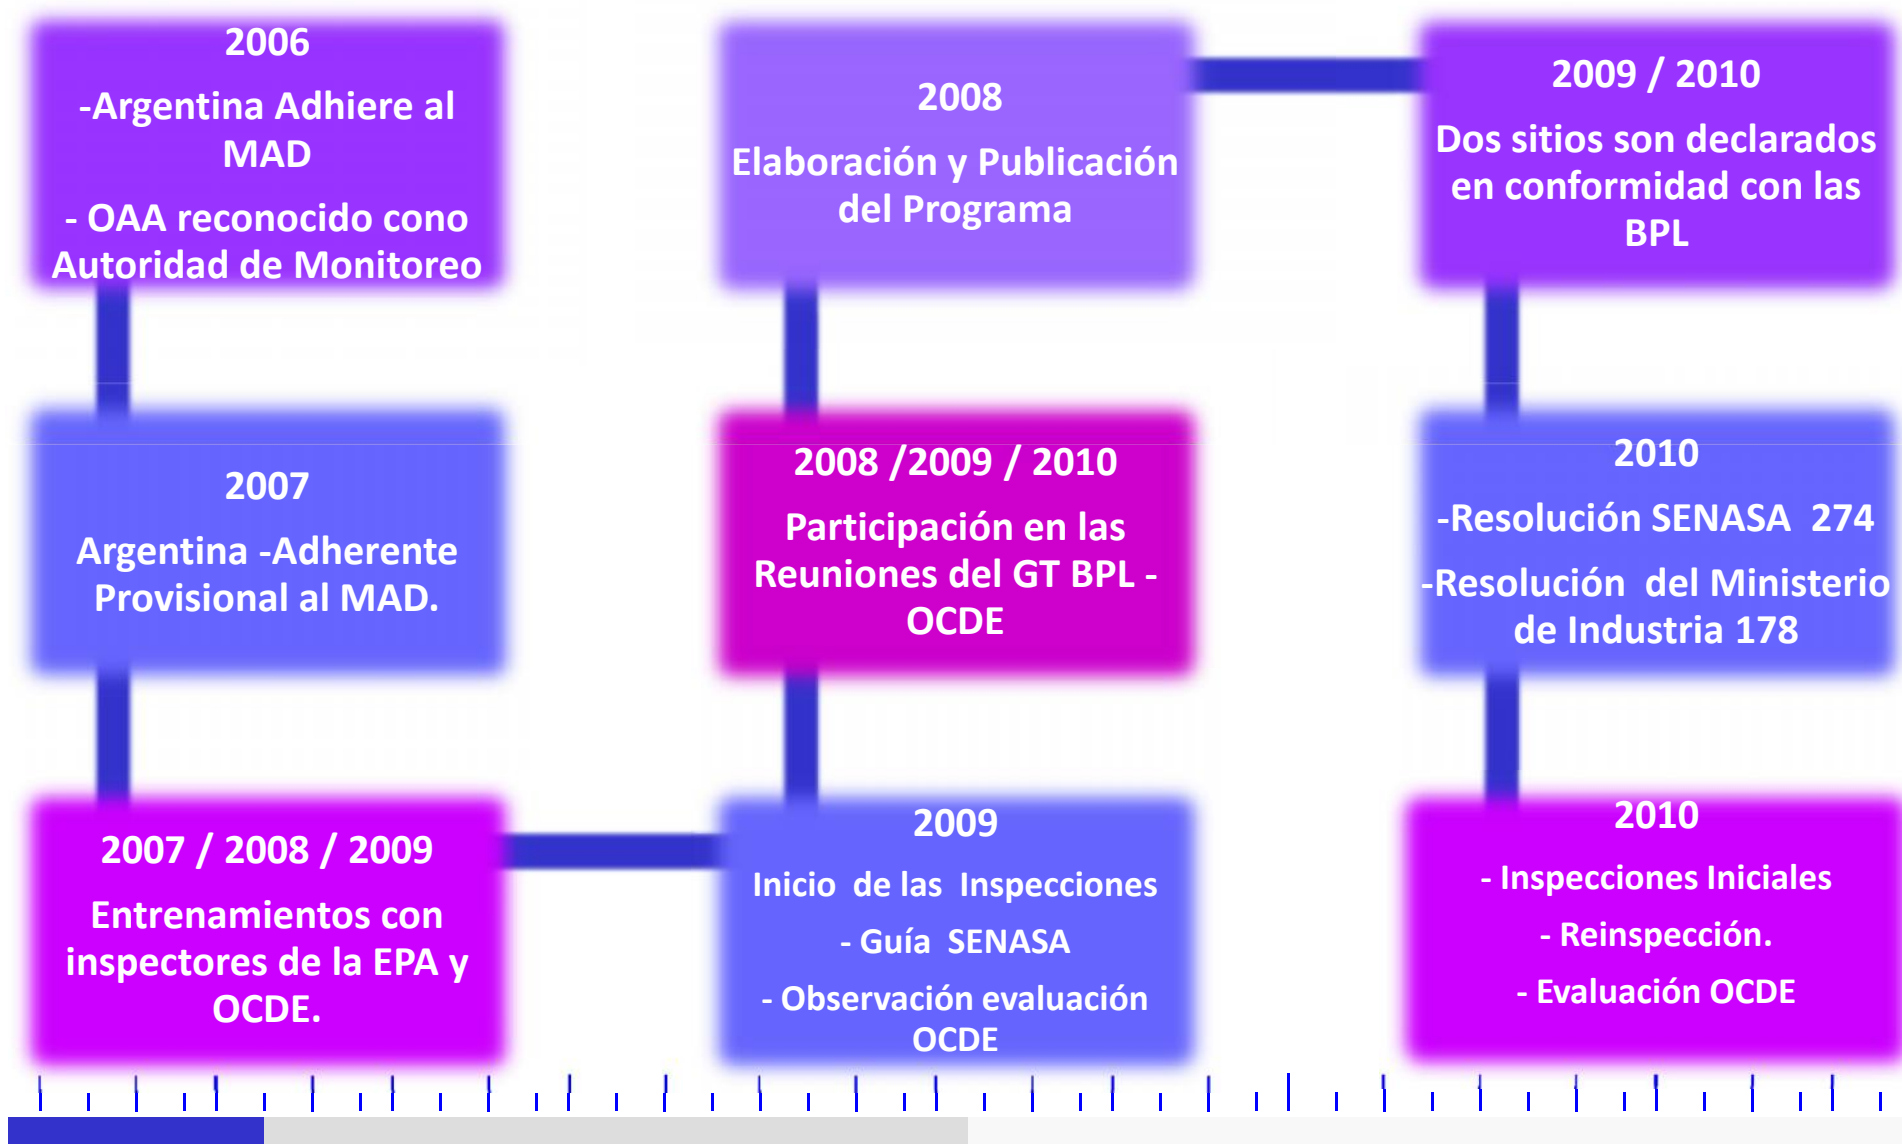 2006
-Argentina Adhiere al
MAD
- OAA reconocido cono
Autoridad de Monitoreo
2007
Argentina -Adherente
Provisional al MAD.
2007 / 2008 / 2009
Entrenamientos con
inspectores de la EPA y
OCDE.
2009
Inicio de las Inspecciones
- Guía SENASA
- Observación evaluación
OCDE
2008 /2009 / 2010
Participación en las
Reuniones del GT BPL -
OCDE
2008
Elaboración y Publicación
del Programa
2009 / 2010
Dos sitios son declarados
en conformidad con las
BPL
2010
-Resolución SENASA 274
-Resolución del Ministerio
de Industria 178
2010
- Inspecciones Iniciales
- Reinspección.
- Evaluación OCDE